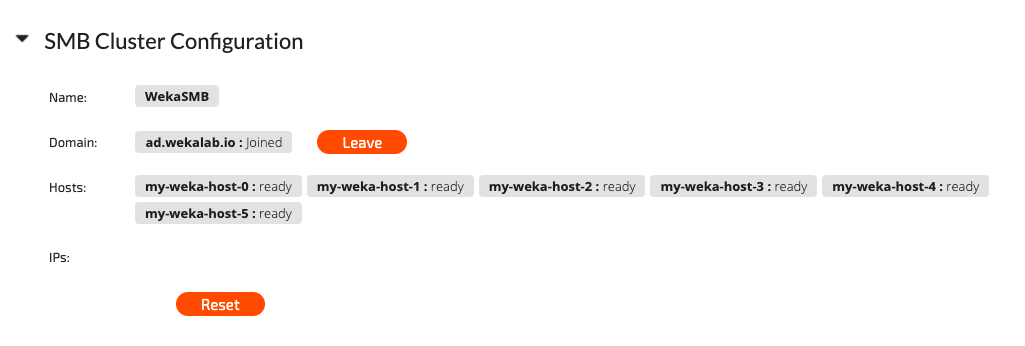 SMB Cluster Configuration
Name: WekaSMB
Domain: ad.wekalab.io : Joined Leave
Hosts: my-weka-host-0 : ready my-weka-host-1 : ready my-weka-host-2 : ready my-weka-host-3 : ready my-weka-host-4 : ready
my-weka-host-5 : ready
IPs:
Reset